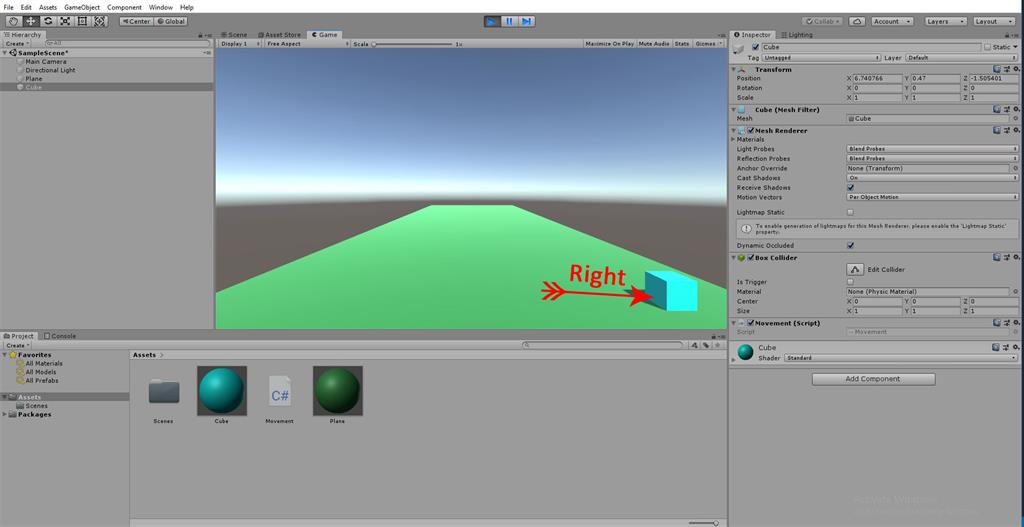 File Edit Assets GameObject Component Window Help
Center Global
Collab Account Layers Layout
Hierarchy
Create All
SampleScene*
Main Camera
Directional Light
Plane
Cube
Scene Asset Store Game
Display 1 Free Aspect Scale 1x Maximize On Play Mute Audio Stats Gizmos
Right
Inspector Lighting
Cube Static
Tag Untagged Layer Default
Transform
Position X 6.740766 Y 0.47 Z -1.505401
Rotation X 0 Y 0 Z 0
Scale X 1 Y 1 Z 1
Cube (Mesh Filter)
Mesh Cube
Mesh Renderer
Materials
Light Probes Blend Probes
Reflection Probes Blend Probes
Anchor Override None (Transform)
Cast Shadows On
Receive Shadows
Motion Vectors Per Object Motion
Lightmap Static
To enable generation of lightmaps for this Mesh Renderer, please enable the 'Lightmap Static'
property.
Dynamic Occluded
Box Collider
Edit Collider
Is Trigger
Material None (Physic Material)
Center X 0 Y 0 Z 0
Size X 1 Y 1 Z 1
Movement (Script)
Script Movement
Cube
Shader Standard
Add Component
Project Console
Create
Favorites
All Materials
All Models
All Prefabs
Assets
Scenes
Packages
Assets
C#
Scenes Cube Movement Plane
Activate Windows